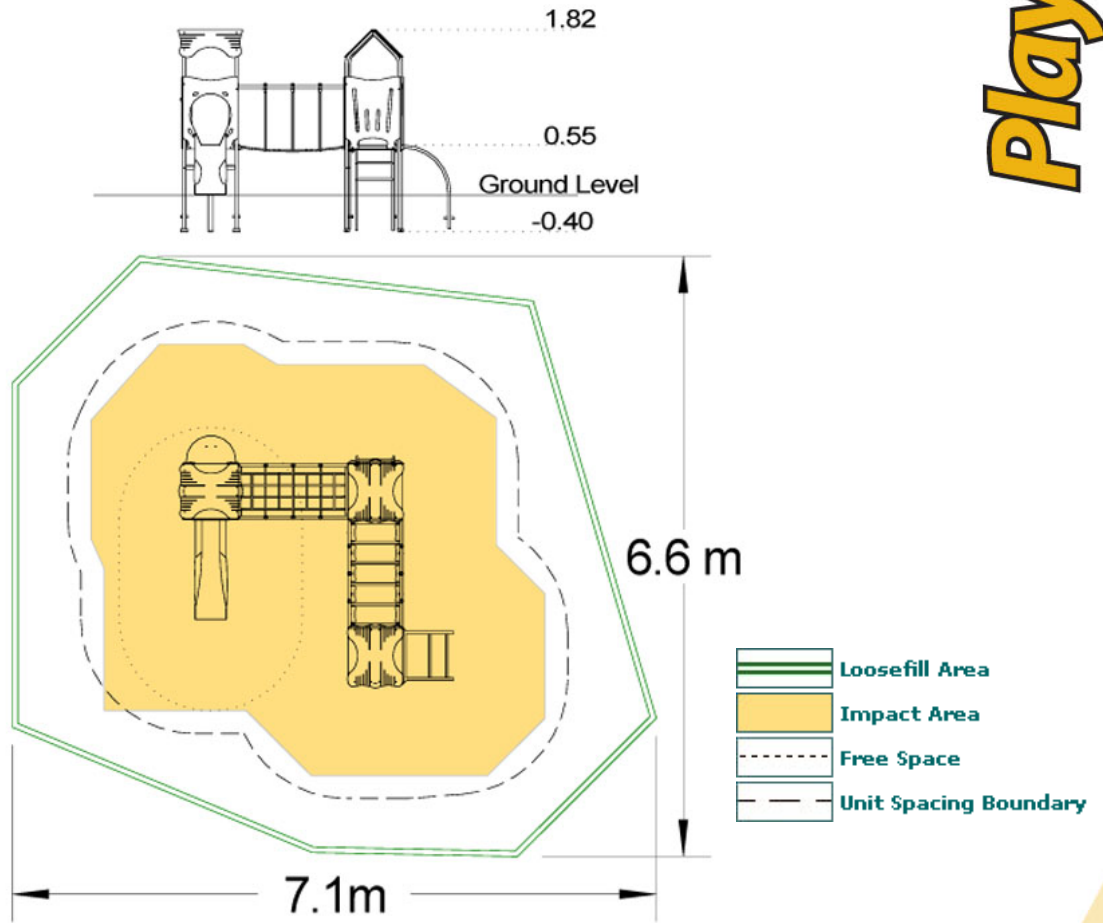 1.82
Play
0.55
Ground Level
-0.40
6.6 m
Loosefill Area
Impact Area
Free Space
Unit Spacing Boundary
7.1m